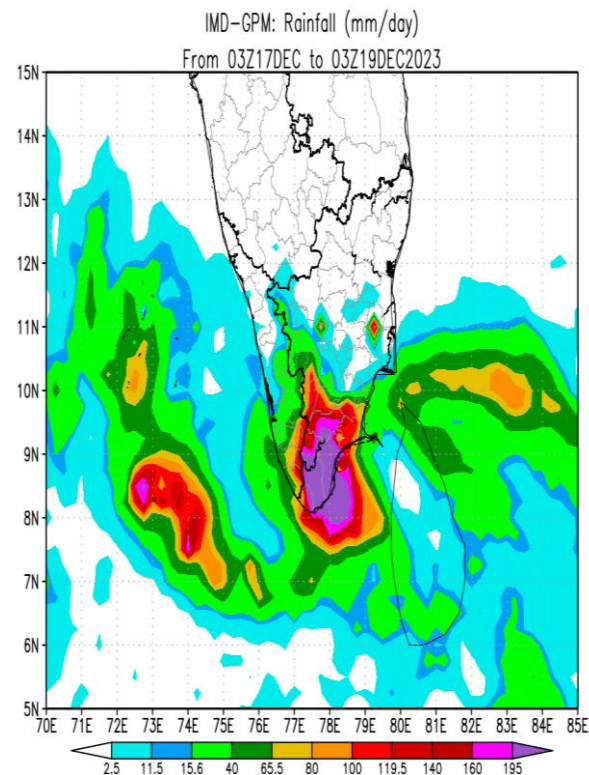 IMD-GPM: Rainfall (mm/day)
From 03Z17DEC to 03Z19DEC2023
15N
14N
13N
12N
11N
10N
9N
8N
7N
6N
5N
70E 71E 72E 73E 74E 75E 76E 77E 78E 79E 80E 81E 82E 83E 84E 85E
2.5 11.5 15.6 40 65.5 80 100 119.5 140 160 195